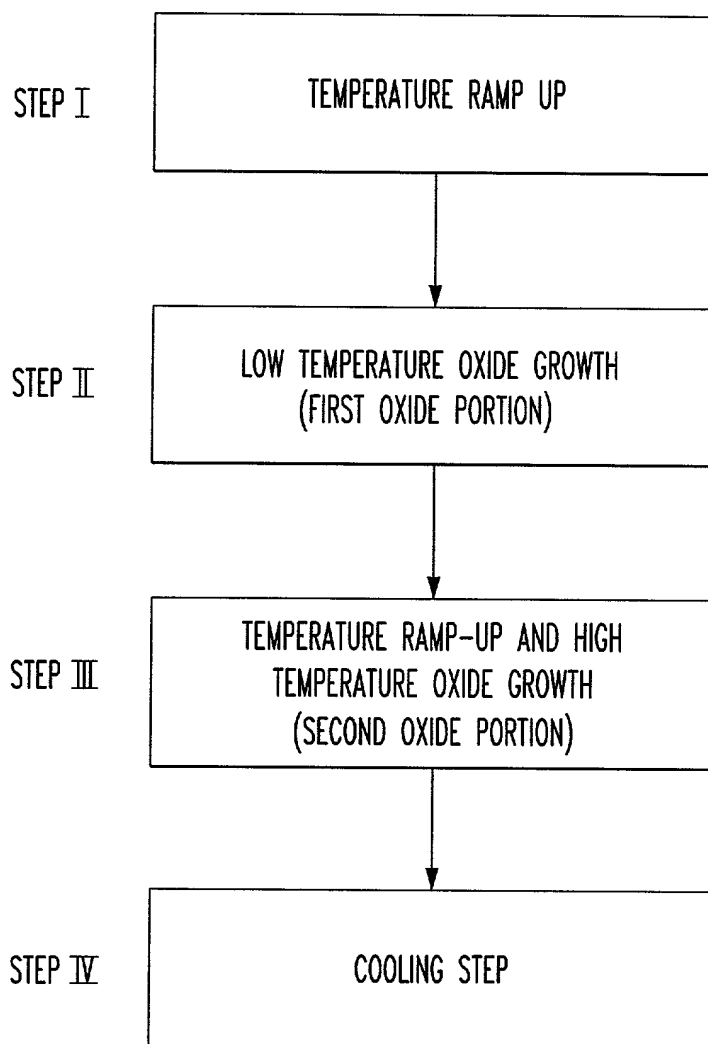 STEP I
TEMPERATURE RAMP UP
STEP II
LOW TEMPERATURE OXIDE GROWTH
(FIRST OXIDE PORTION)
STEP III
TEMPERATURE RAMP-UP AND HIGH
TEMPERATURE OXIDE GROWTH
(SECOND OXIDE PORTION)
STEP IV
COOLING STEP